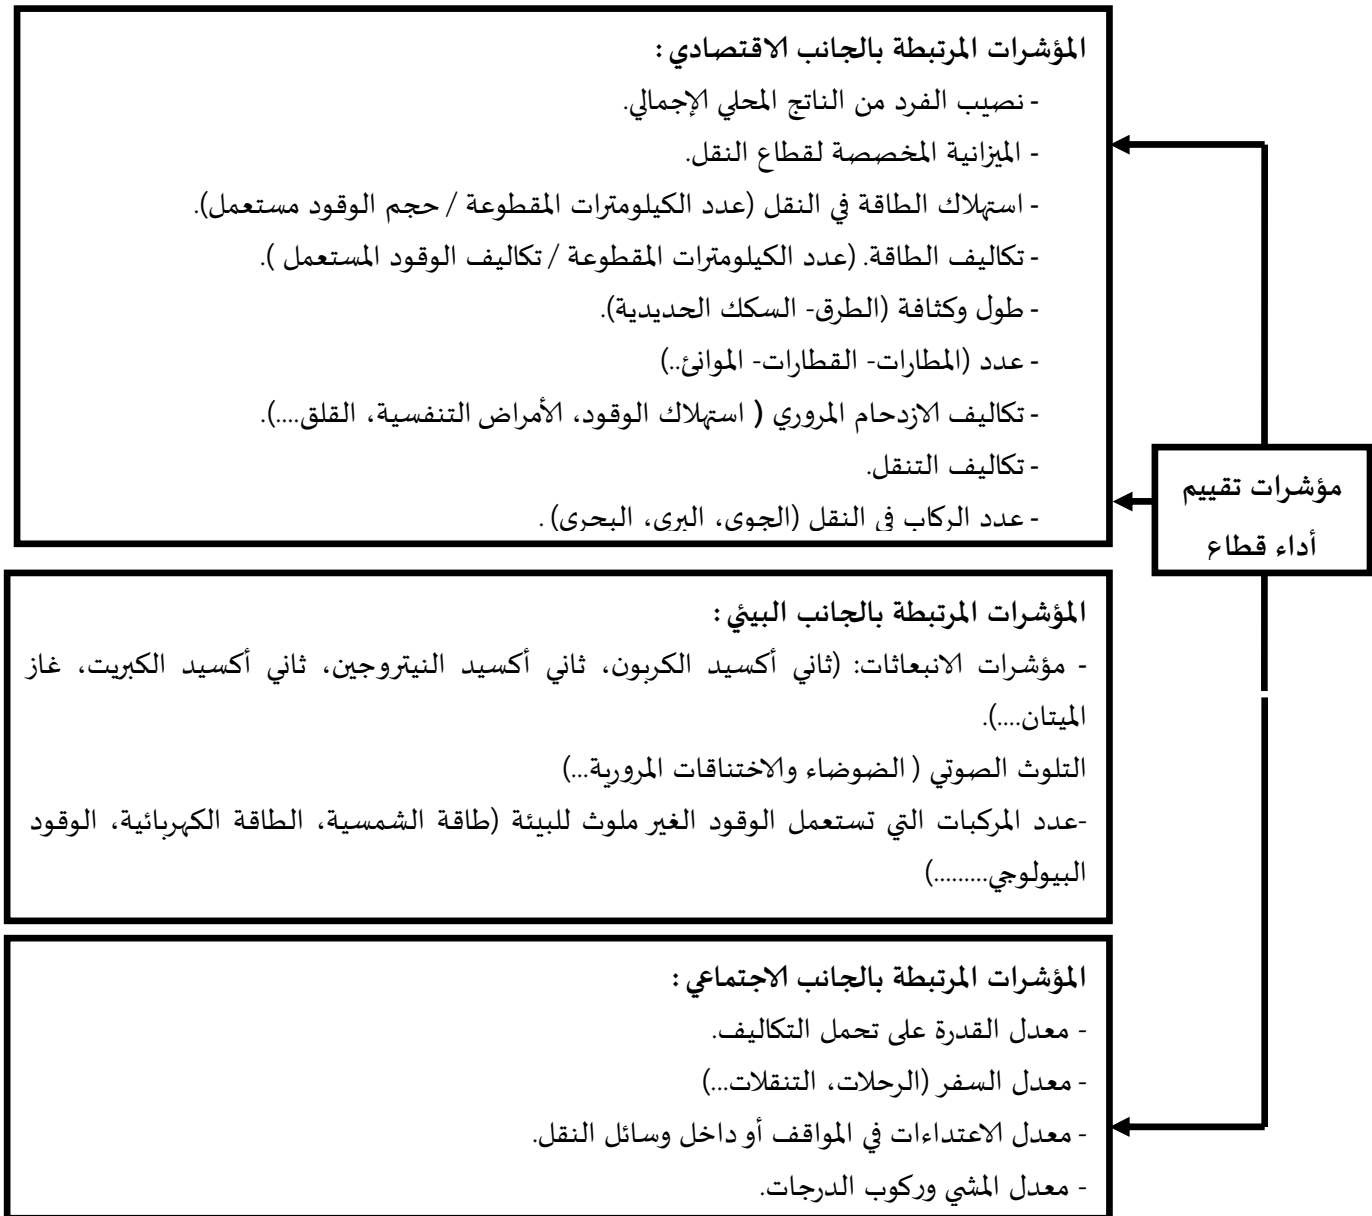 المؤشرات المرتبطة بالجانب الاقتصادي :
- نصيب الفرد من الناتج المحلي الإجمالي.
- الميزانية المخصصة لقطاع النقل.
- استهلاك الطاقة في النقل (عدد الكيلومترات المقطوعة / حجم الوقود مستعمل).
- تكاليف الطاقة. (عدد الكيلومترات المقطوعة / تكاليف الوقود المستعمل ).
- طول وكثافة (الطرق- السكك الحديدية).
- عدد (المطارات- القطارات- الموانئ..)
- تكاليف الازدحام المروري ( استهلاك الوقود، الأمراض التنفسية، القلق....).
- تكاليف التنقل.
- عدد الركاب في النقل (الجوي، البري، البحري) .
مؤشرات تقييم
أداء قطاع
المؤشرات المرتبطة بالجانب البيئي :
- مؤشرات الانبعاثات: (ثاني أكسيد الكربون، ثاني أكسيد النيتروجين، ثاني أكسيد الكبريت، غاز
الميتان....).
التلوث الصوتي ( الضوضاء والاختناقات المرورية...)
-عدد المركبات التي تستعمل الوقود الغير ملوث للبيئة (طاقة الشمسية، الطاقة الكهربائية، الوقود
البيولوجي.........)
المؤشرات المرتبطة بالجانب الاجتماعي :
- معدل القدرة على تحمل التكاليف.
- معدل السفر (الرحلات، التنقلات...)
- معدل الاعتداءات في المواقف أو داخل وسائل النقل.
- معدل المشي وركوب الدرجات.